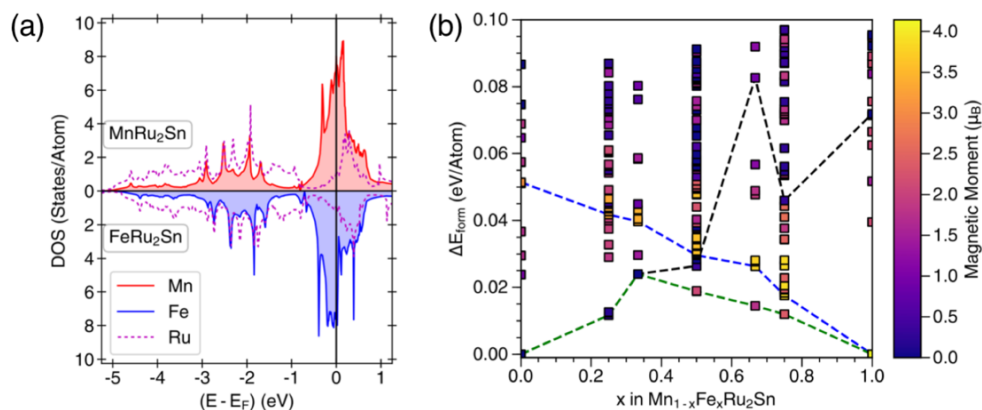 (a)
10
8
6
4
2
0
2
4
6
8
10
DOS (States/Atom)
MnRu₂Sn
FeRu₂Sn
Mn
Fe
Ru
-5 -4 -3 -2 -1 0 1
(E - E_F) (eV)
(b)
0.10
0.08
0.06
0.04
0.02
0.00
ΔE_form (eV/Atom)
0.0 0.2 0.4 0.6 0.8 1.0
x in Mn₁₋ₓFeₓRu₂Sn
4.0
3.5
3.0
2.5
2.0
1.5
1.0
0.5
0.0
Magnetic Moment (μ_B)